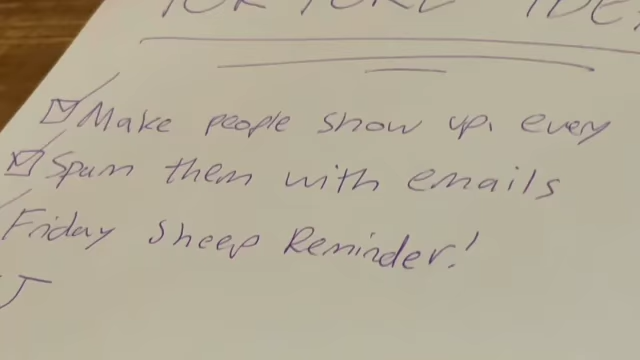 Make people show up, every
Spam them with emails
Friday Sheep Reminder!